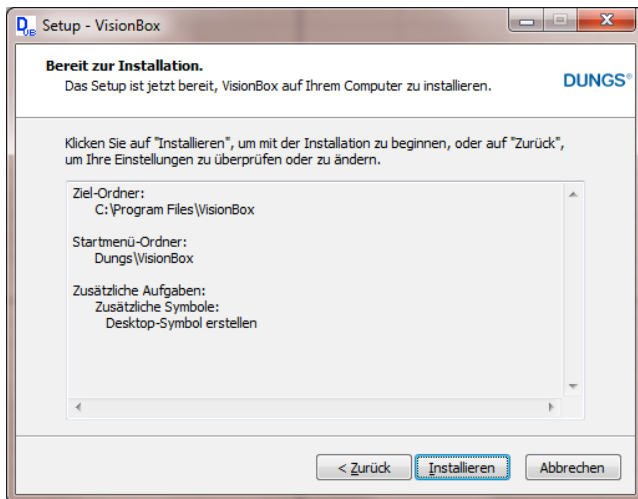 Setup - VisionBox
Bereit zur Installation.
Das Setup ist jetzt bereit, VisionBox auf Ihrem Computer zu installieren.
DUNGS®
Klicken Sie auf "Installieren", um mit der Installation zu beginnen, oder auf "Zurück",
um Ihre Einstellungen zu überprüfen oder zu ändern.
Ziel-Ordner:
C:\Program Files\VisionBox
Startmenü-Ordner:
Dungs\VisionBox
Zusätzliche Aufgaben:
Zusätzliche Symbole:
Desktop-Symbol erstellen
< Zurück
Installieren
Abbrechen